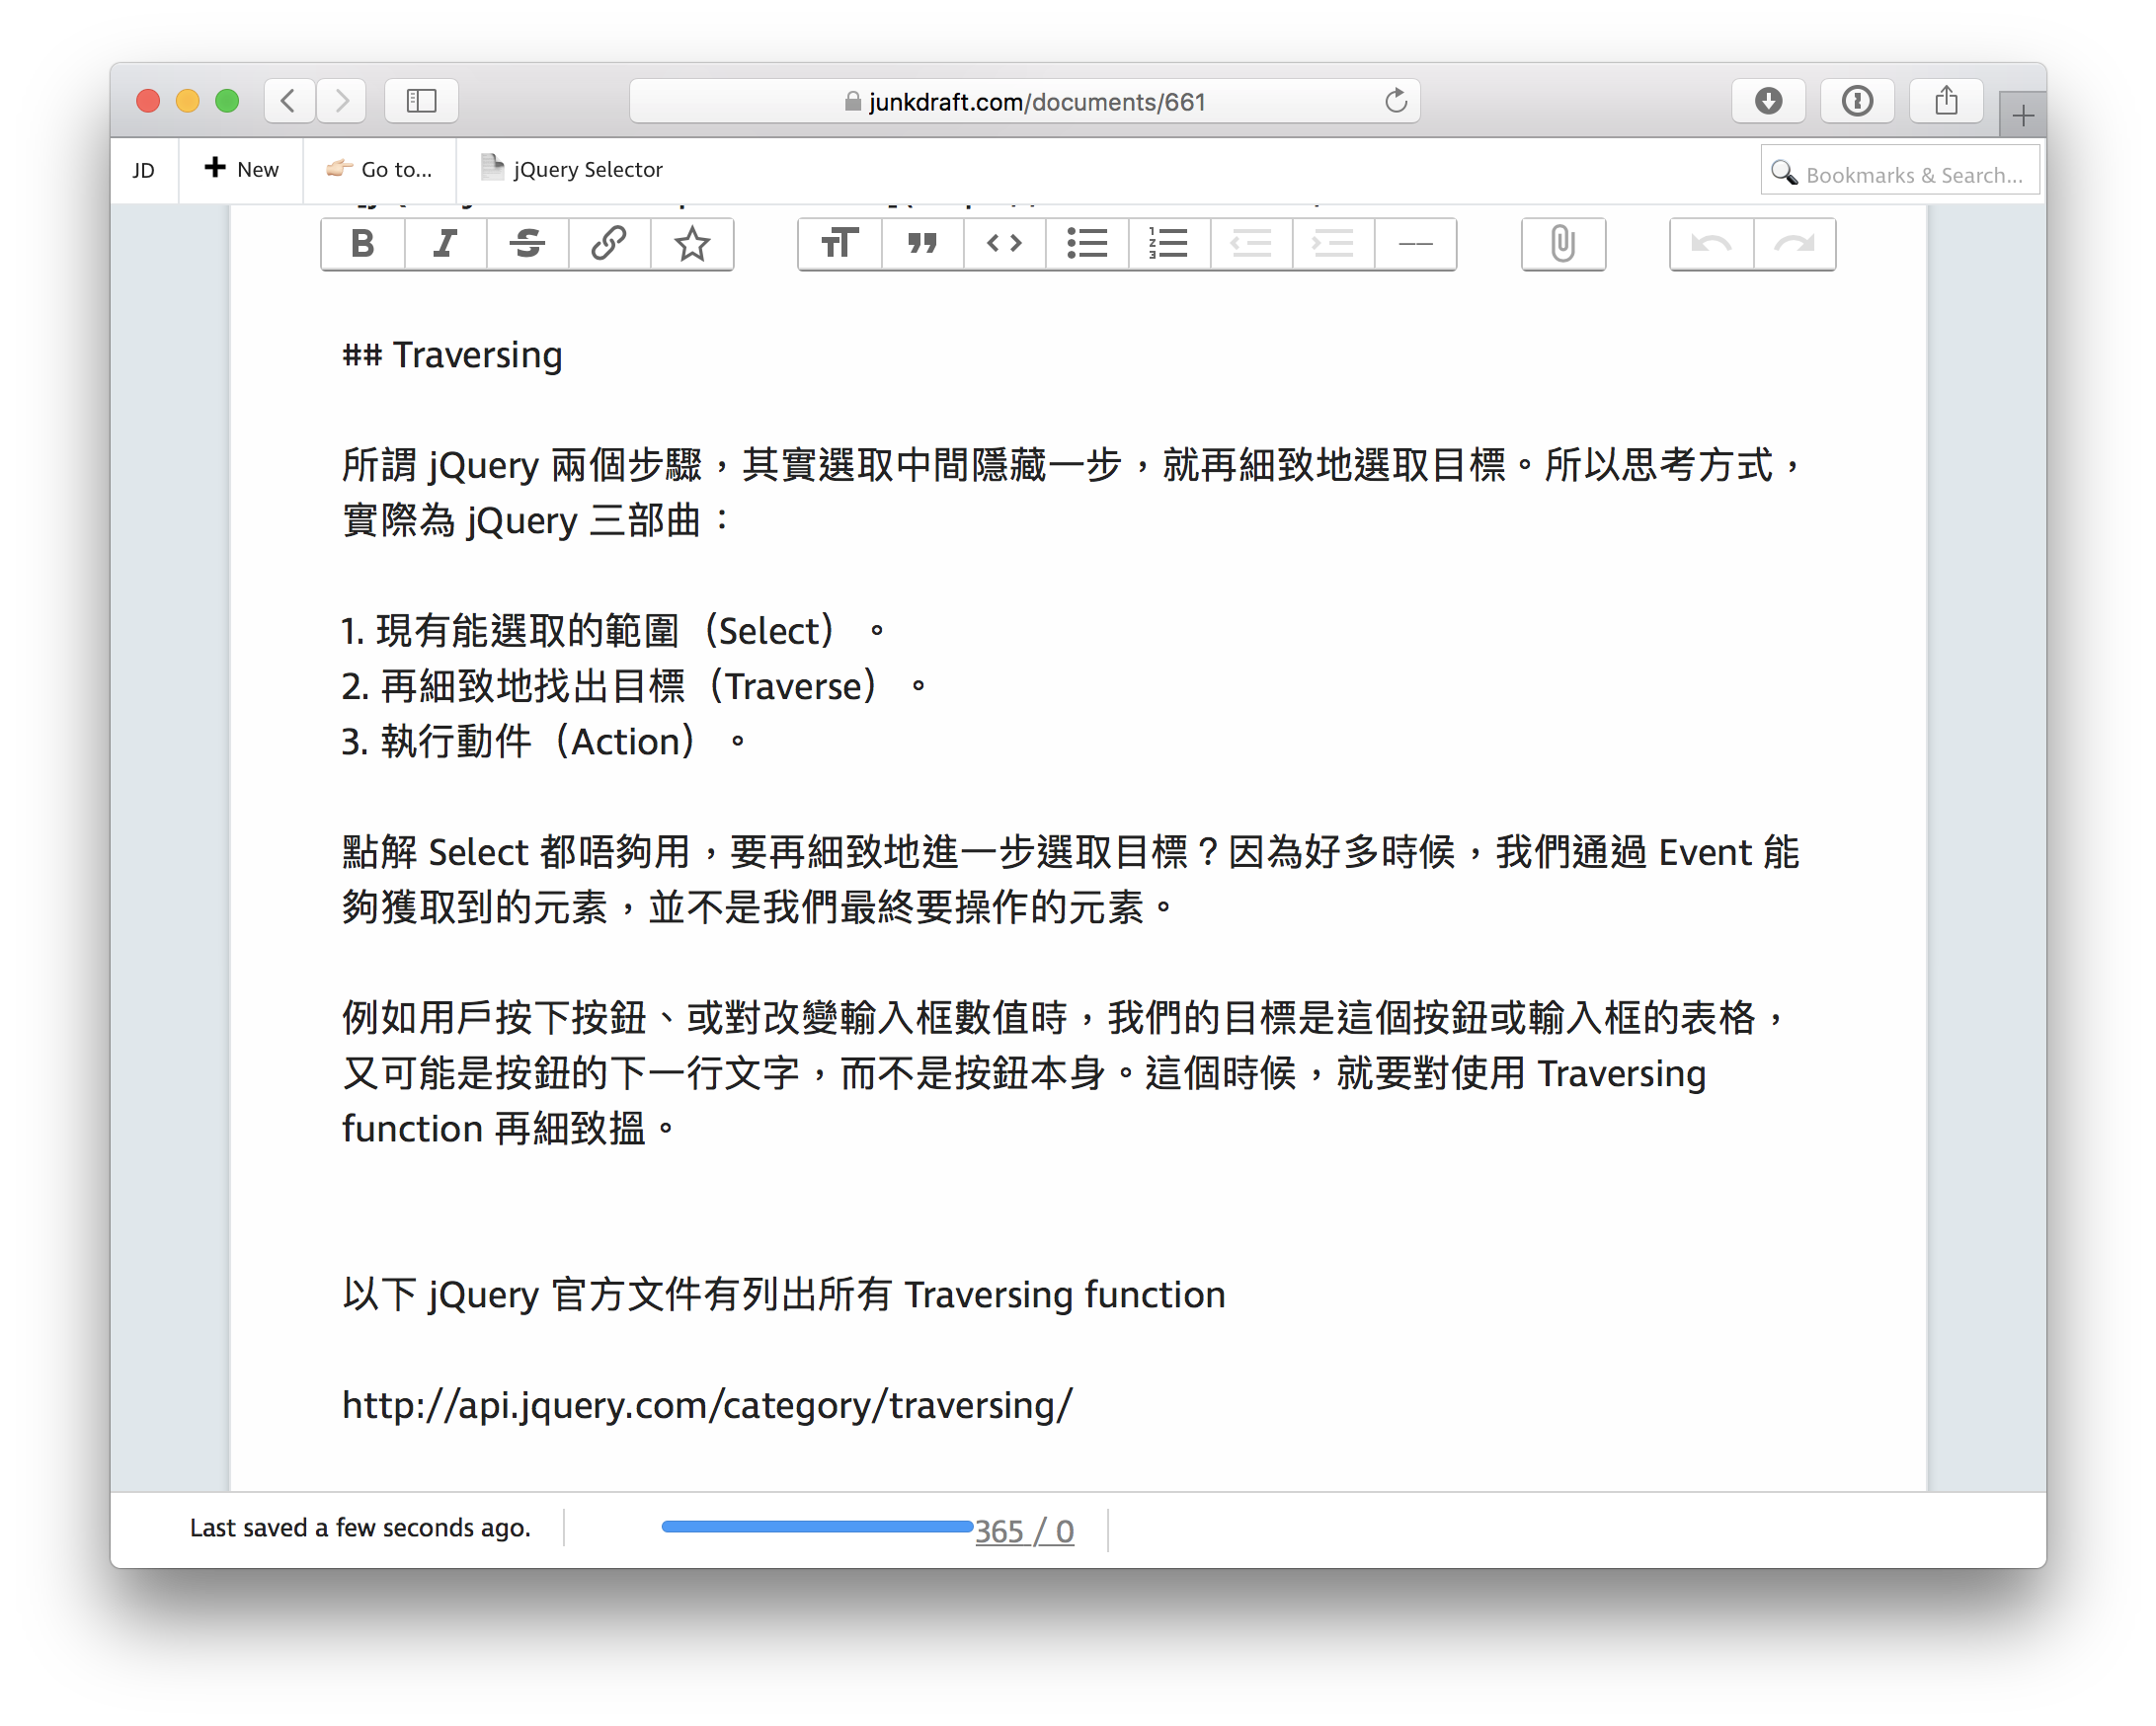 junkdraft.com/documents/661
JD
New
Go to...
jQuery Selector
Bookmarks & Search...
## Traversing
所謂 jQuery 兩個步驟，其實選取中間隱藏一步，就再細致地選取目標。所以思考方式，
實際為 jQuery 三部曲：
1. 現有能選取的範圍（Select）。
2. 再細致地找出目標（Traverse）。
3. 執行動件（Action）。
點解 Select 都唔夠用，要再細致地進一步選取目標？因為好多時候，我們通過 Event 能
夠獲取到的元素，並不是我們最終要操作的元素。
例如用戶按下按鈕、或對改變輸入框數值時，我們的目標是這個按鈕或輸入框的表格，
又可能是按鈕的下一行文字，而不是按鈕本身。這個時候，就要對使用 Traversing
function 再細致搵。
以下 jQuery 官方文件有列出所有 Traversing function
http://api.jquery.com/category/traversing/
Last saved a few seconds ago.
365 / 0